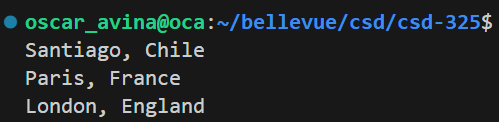 oscar_avina@oca:~/bellevue/csd/csd-325$
Santiago, Chile
Paris, France
London, England